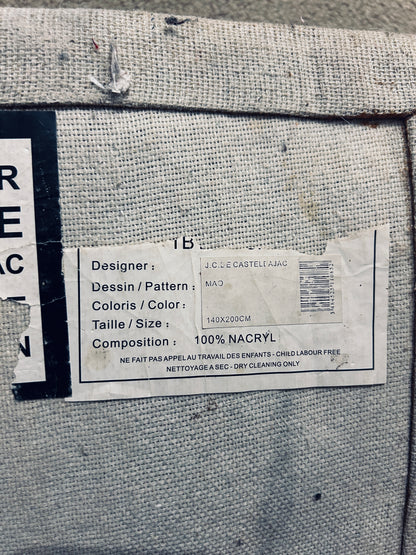 R
E
AC
N
TB
Designer : J.C.DE CASTELBAJAC
Dessin / Pattern : MAO
Coloris / Color :
Taille / Size : 140X200CM
Composition : 100% NACRYL
NE FAIT PAS APPEL AU TRAVAIL DES ENFANTS - CHILD LABOUR FREE
NETTOYAGE A SEC - DRY CLEANING ONLY